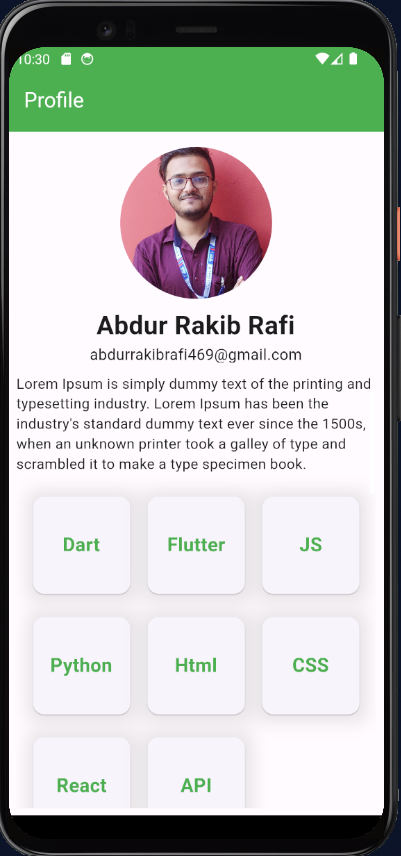 10:30
Profile
Abdur Rakib Rafi
abdurrakibrafi469@gmail.com
Lorem Ipsum is simply dummy text of the printing and
typesetting industry. Lorem Ipsum has been the
industry's standard dummy text ever since the 1500s,
when an unknown printer took a galley of type and
scrambled it to make a type specimen book.
Dart Flutter JS
Python Html CSS
React API